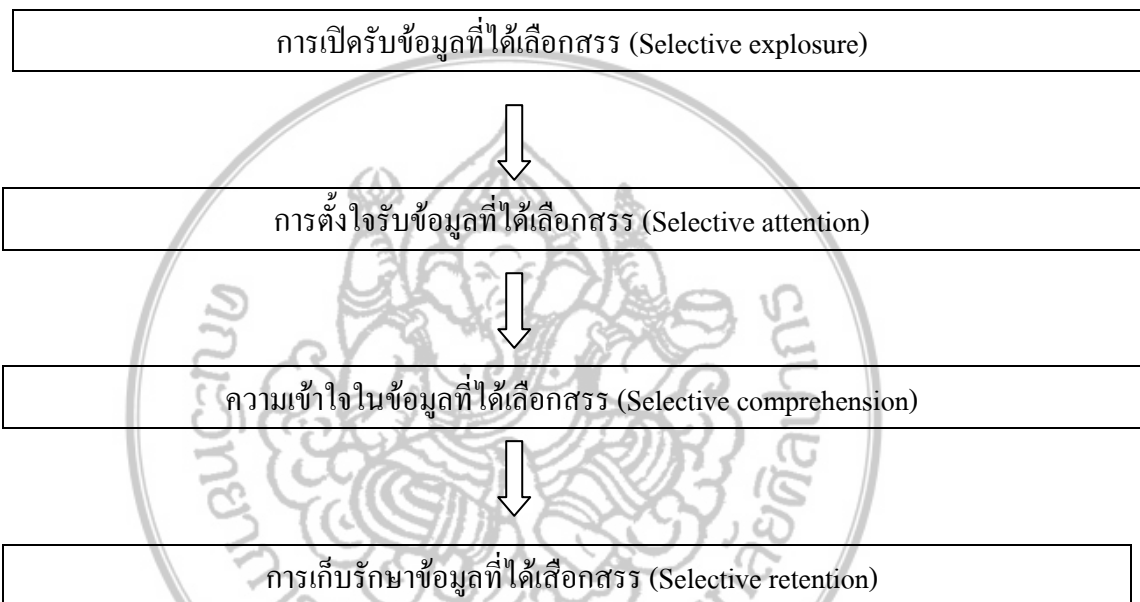 การเปิดรับข้อมูลที่ได้เลือกสรร (Selective explosure)
การตั้งใจรับข้อมูลที่ได้เลือกสรร (Selective attention)
ความเข้าใจในข้อมูลที่ได้เลือกสรร (Selective comprehension)
การเก็บรักษาข้อมูลที่ได้เสือกสรร (Selective retention)